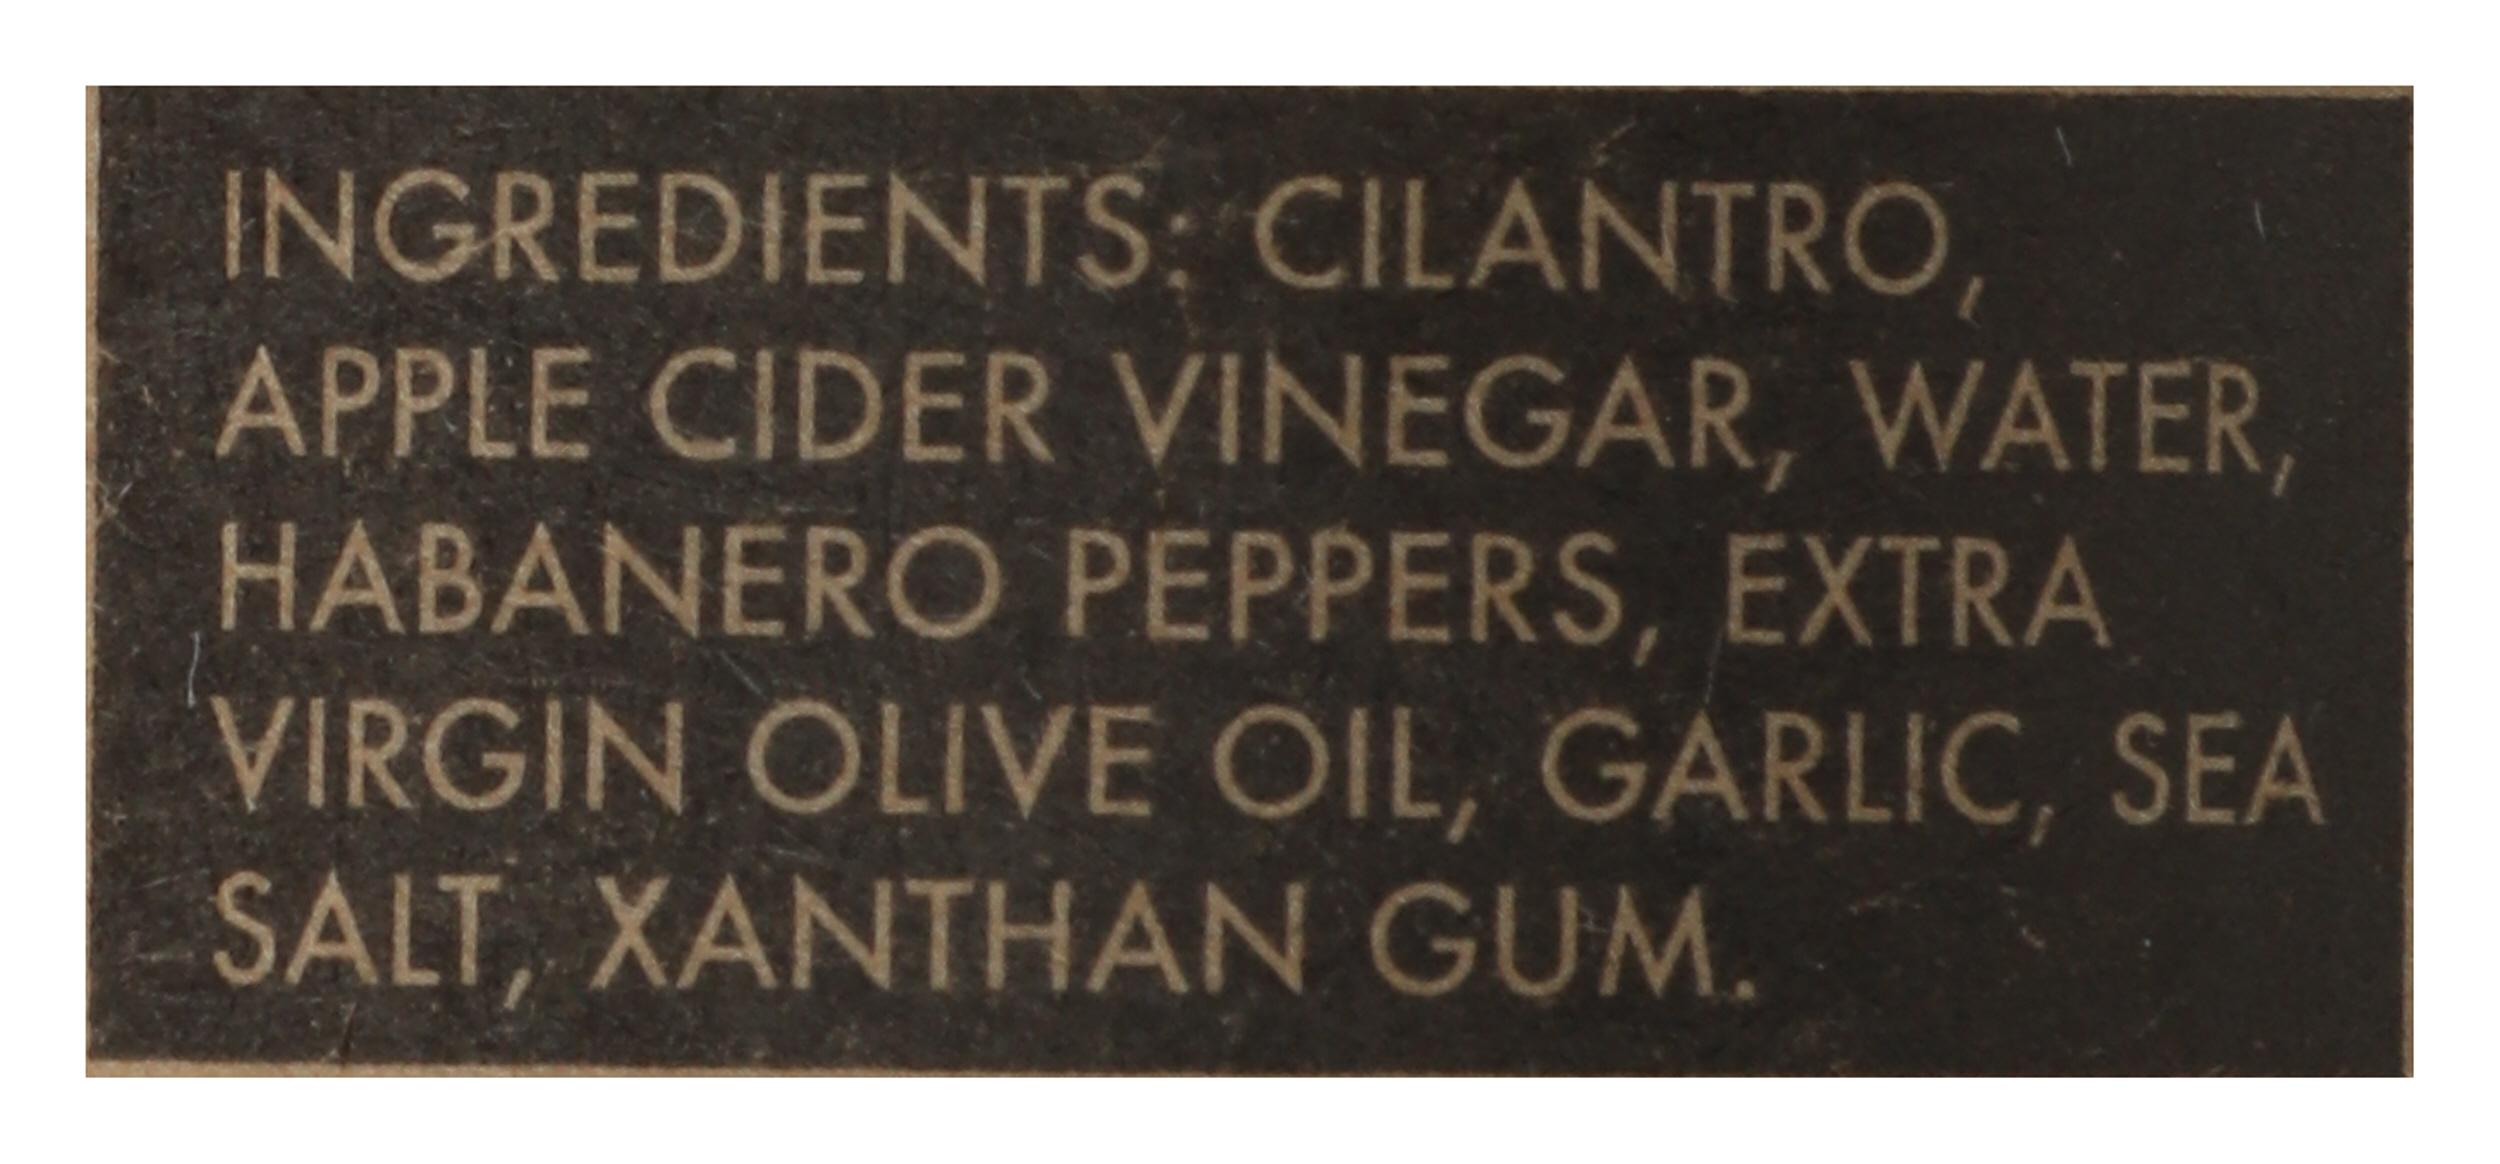 INGREDIENTS: CILANTRO,
APPLE CIDER VINEGAR, WATER,
HABANERO PEPPERS, EXTRA
VIRGIN OLIVE OIL, GARLIC, SEA
SALT, XANTHAN GUM.